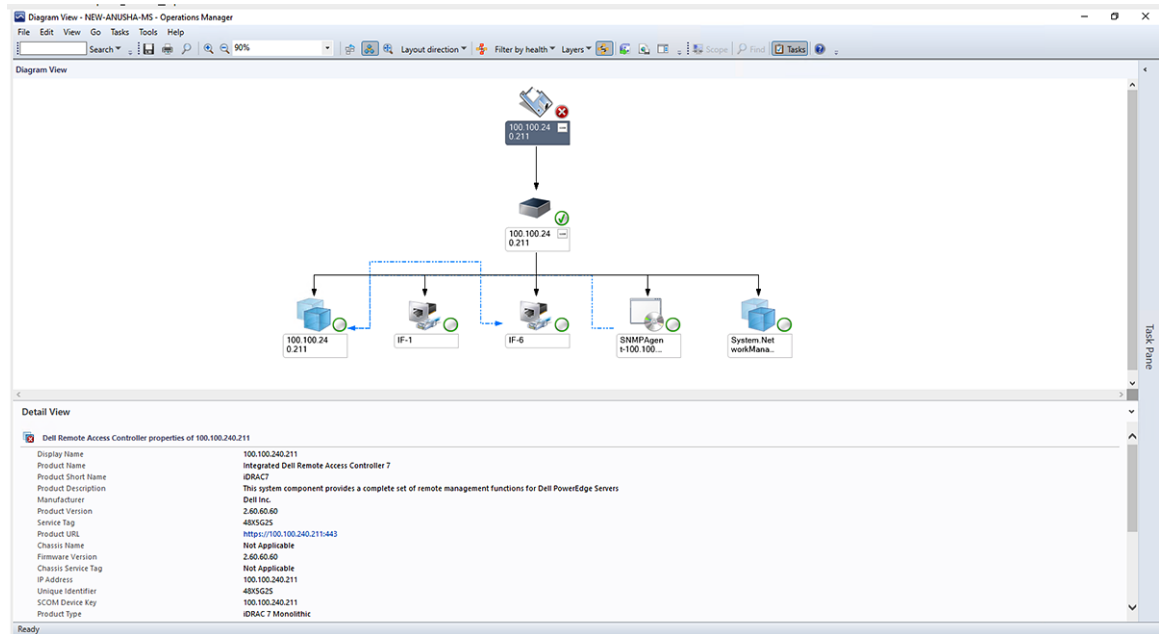 Diagram View - NEW-ANUSHA-MS - Operations Manager
File Edit View Go Tasks Tools Help
Search 90% Layout direction Filter by health Layers Scope Find Tasks
Diagram View
100.100.24
0.211
100.100.24
0.211
100.100.24
0.211
IF-1
IF-6
SNMPAgen
t-100.100...
System.Net
workMana...
Task Pane
Detail View
Dell Remote Access Controller properties of 100.100.240.211
Display Name 100.100.240.211
Product Name Integrated Dell Remote Access Controller 7
Product Short Name iDRAC7
Product Description This system component provides a complete set of remote management functions for Dell PowerEdge Servers
Manufacturer Dell Inc.
Product Version 2.60.60.60
Service Tag 48X5G2S
Product URL https://100.100.240.211:443
Chassis Name Not Applicable
Firmware Version 2.60.60.60
Chassis Service Tag Not Applicable
IP Address 100.100.240.211
Unique Identifier 48X5G2S
SCOM Device Key 100.100.240.211
Product Type iDRAC 7 Monolithic
Ready